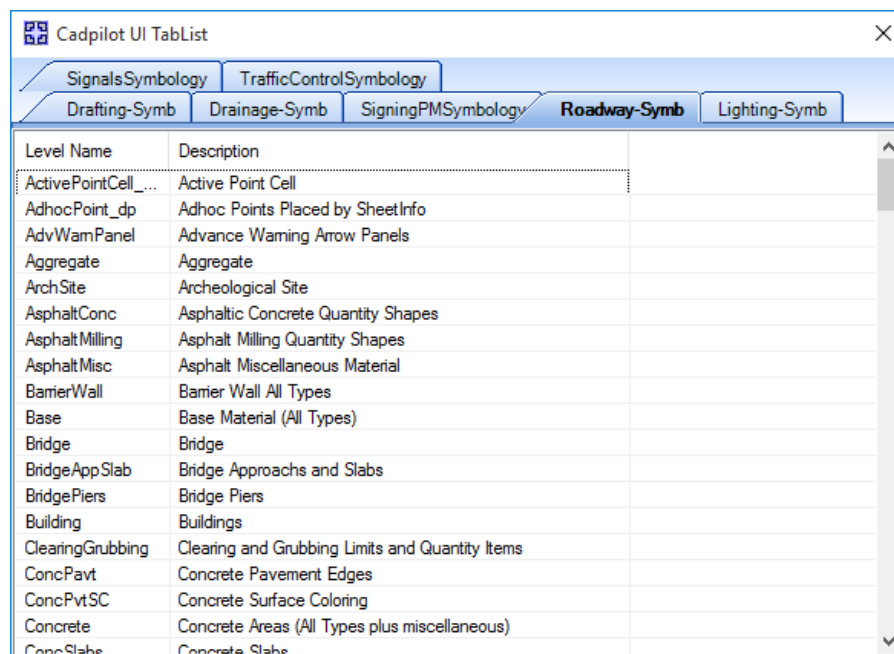 Cadpilot UI TabList
SignalsSymbology TrafficControlSymbology
Drafting-Symb Drainage-Symb SigningPMSymbology Roadway-Symb Lighting-Symb
Level Name Description
ActivePointCell_... Active Point Cell
AdhocPoint_dp Adhoc Points Placed by SheetInfo
AdvWarnPanel Advance Warning Arrow Panels
Aggregate Aggregate
ArchSite Archeological Site
AsphaltConc Asphaltic Concrete Quantity Shapes
AsphaltMilling Asphalt Milling Quantity Shapes
AsphaltMisc Asphalt Miscellaneous Material
BarrierWall Barrier Wall All Types
Base Base Material (All Types)
Bridge Bridge
BridgeAppSlab Bridge Approachs and Slabs
BridgePiers Bridge Piers
Building Buildings
ClearingGrubbing Clearing and Grubbing Limits and Quantity Items
ConcPavt Concrete Pavement Edges
ConcPvtSC Concrete Surface Coloring
Concrete Concrete Areas (All Types plus miscellaneous)
ConcSlabs Concrete Slabs